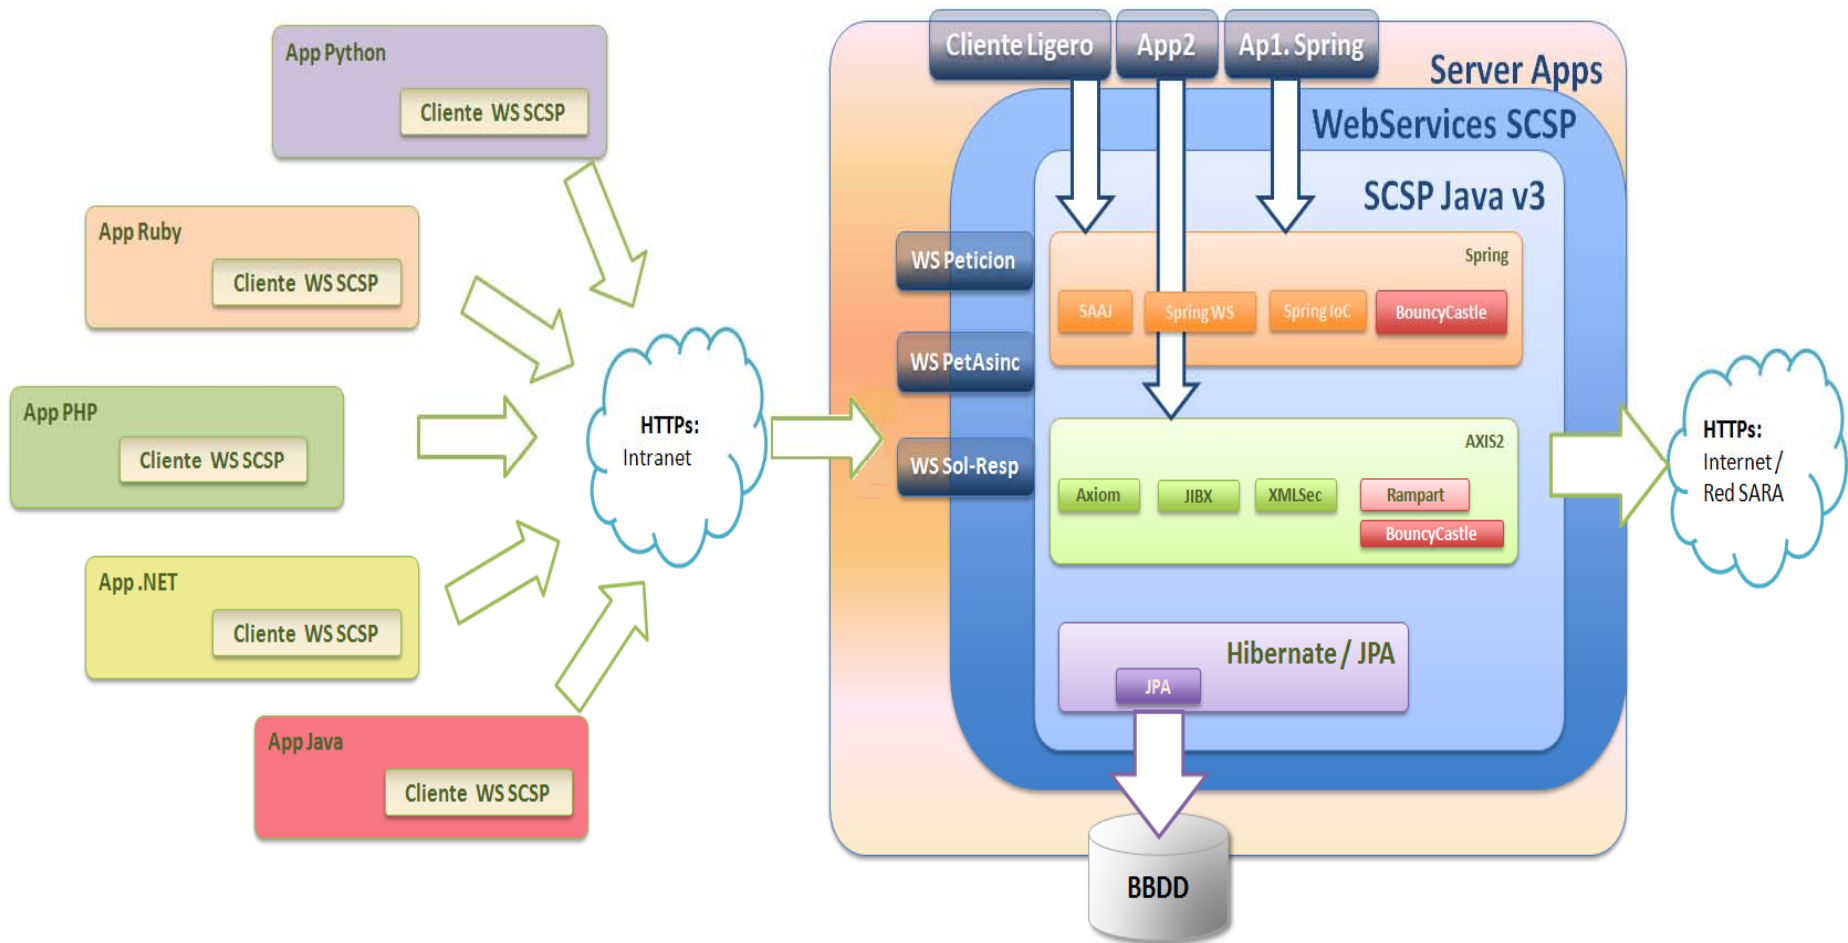 App Python
Cliente WS SCSP
App Ruby
Cliente WS SCSP
App PHP
Cliente WS SCSP
App .NET
Cliente WS SCSP
App Java
Cliente WS SCSP
HTTPs:
Intranet
Cliente Ligero
App2
Ap1. Spring
Server Apps
WebServices SCSP
SCSP Java v3
WS Peticion
WS PetAsinc
WS Sol-Resp
Spring
SAAJ
Spring WS
Spring IoC
BouncyCastle
AXIS2
Axiom
JIBX
XMLSec
Rampart
BouncyCastle
Hibernate / JPA
JPA
BBDD
HTTPs:
Internet /
Red SARA